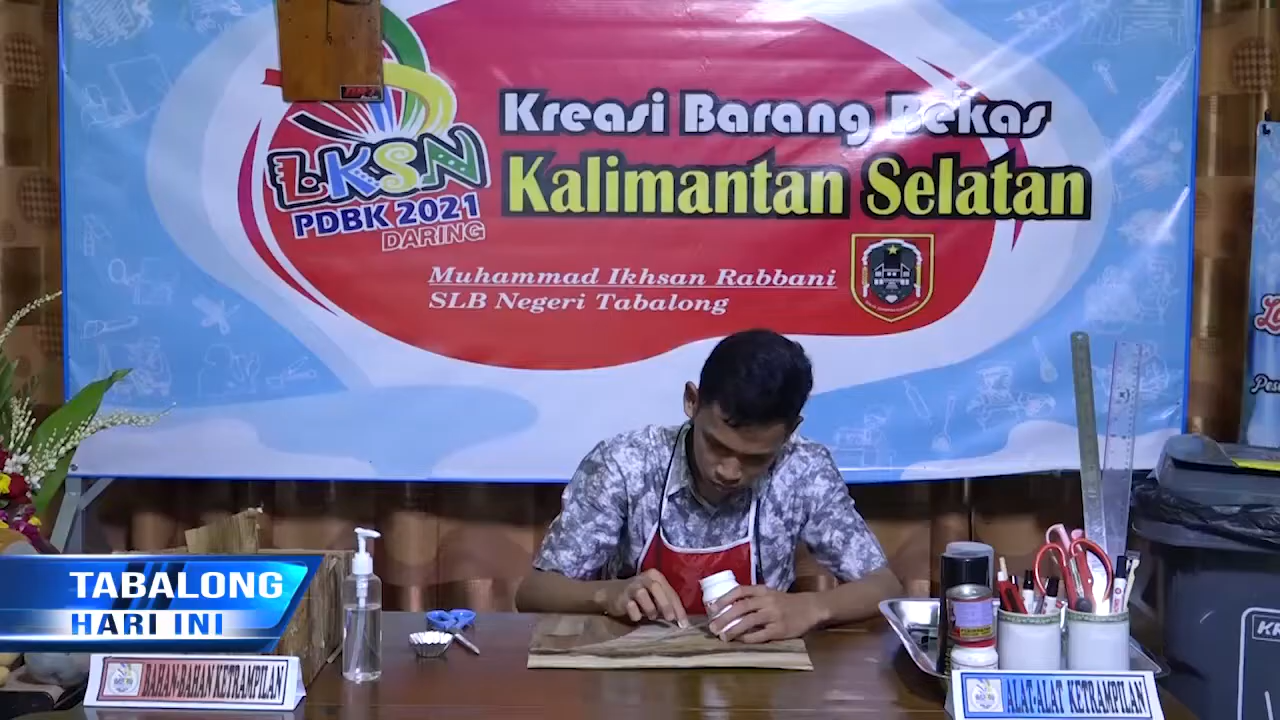 Kreasi Barang Bekas
Kalimantan Selatan
LKSN
PDBK 2021
DARING
Muhammad Ikhsan Rabbani
SLB Negeri Tabalong
TABALONG
HARI INI
BAHAN-BAHAN KETRAMPILAN
ALAT-ALAT KETRAMPILAN